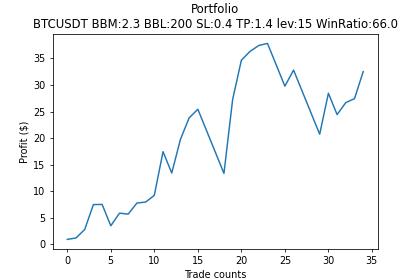 Portfolio
BTCUSDT BBM:2.3 BBL:200 SL:0.4 TP:1.4 lev:15 WinRatio:66.0
Profit ($)
35
30
25
20
15
10
5
0
0 5 10 15 20 25 30 35
Trade counts